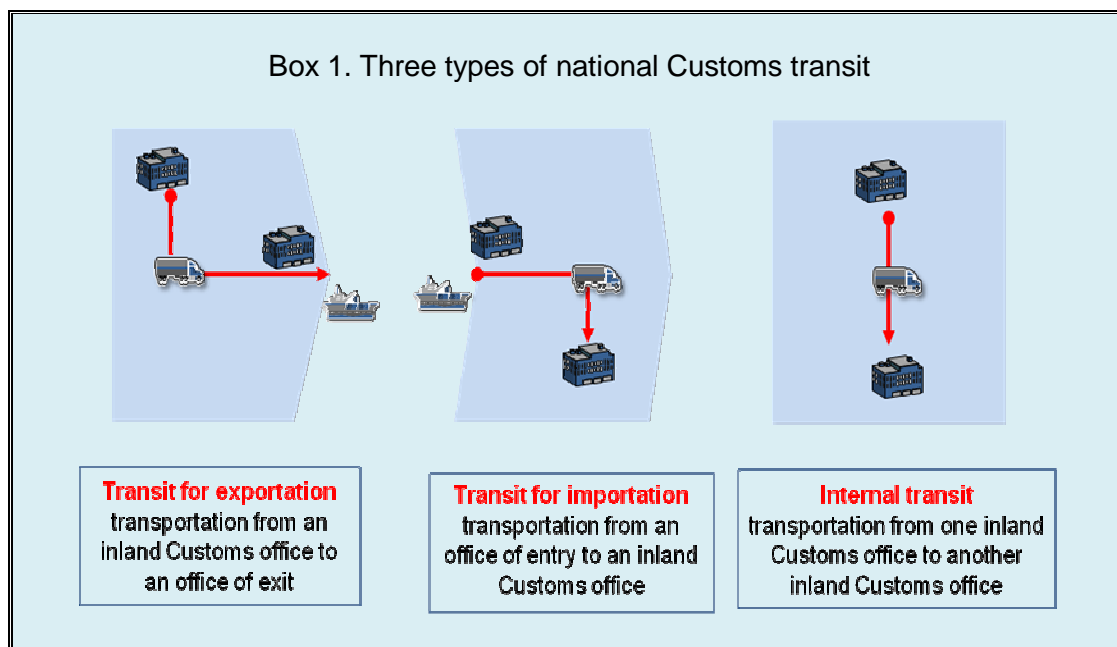 Box 1. Three types of national Customs transit
Transit for exportation
transportation from an
inland Customs office to
an office of exit
Transit for importation
transportation from an
office of entry to an inland
Customs office
Internal transit
transportation from one inland
Customs office to another
inland Customs office